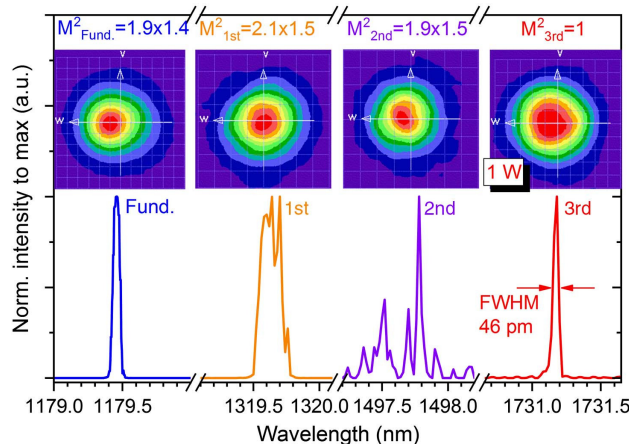 M²Fund.=1.9x1.4 M²1st=2.1x1.5 M²2nd=1.9x1.5 M²3rd=1
v v v v
w w w w
1 W
Fund. 1st 2nd 3rd
FWHM
46 pm
Norm. intensity to max (a.u.)
1179.0 1179.5 1319.5 1320.0 1497.5 1498.0 1731.0 1731.5
Wavelength (nm)